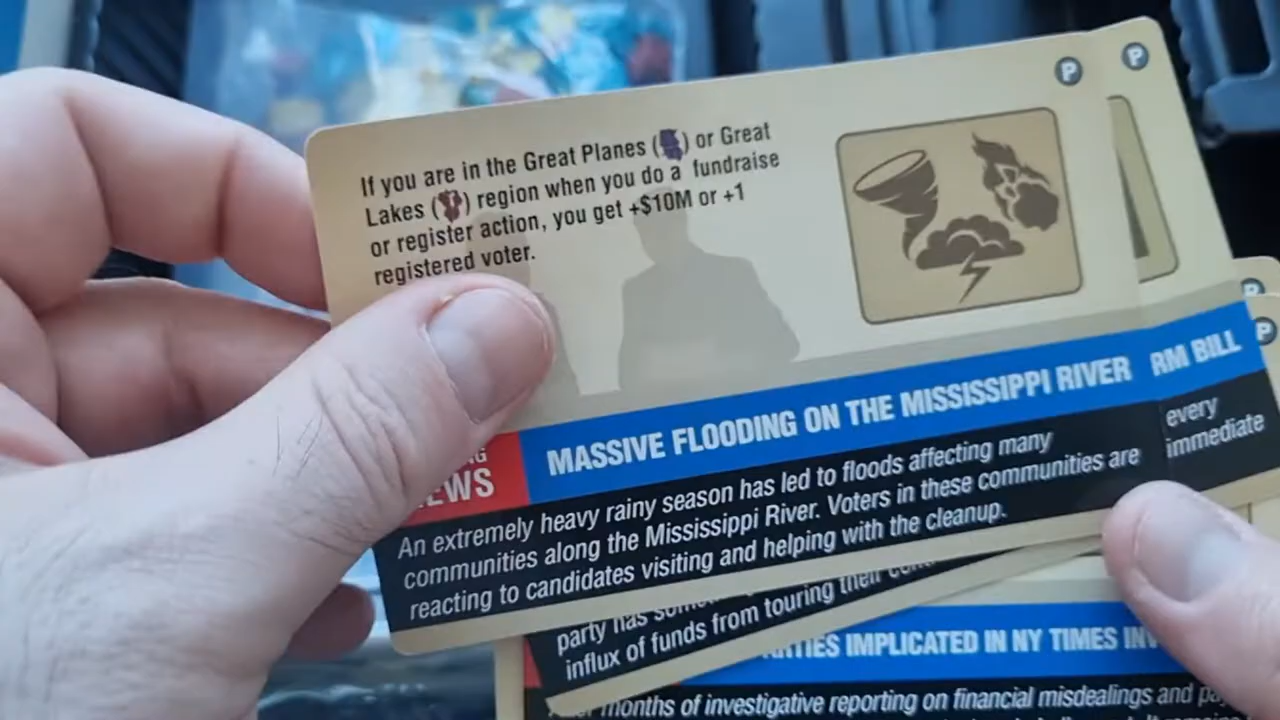 P
P
If you are in the Great Planes ( ) or Great
Lakes ( ) region when you do a fundraise
or register action, you get +$10M or +1
registered voter.
P
P
MASSIVE FLOODING ON THE MISSISSIPPI RIVER
RM BILL
EWS
An extremely heavy rainy season has led to floods affecting many
communities along the Mississippi River. Voters in these communities are
reacting to candidates visiting and helping with the cleanup.
every
immediate
party has
influx of funds from touring their
IMPLICATED IN NY TIMES
months of investigative reporting on financial misdealings and